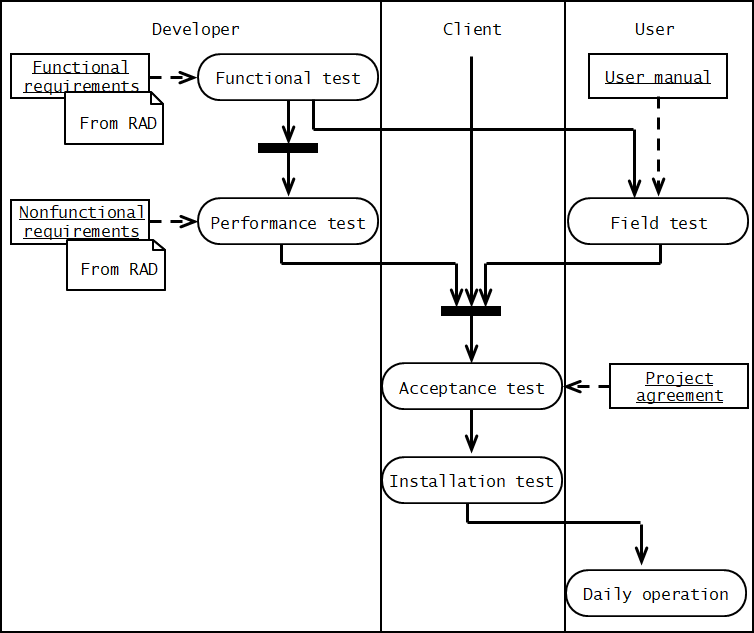 Developer
Client
User
Functional
requirements
From RAD
Functional test
User manual
Nonfunctional
requirements
From RAD
Performance test
Field test
Acceptance test
Project
agreement
Installation test
Daily operation